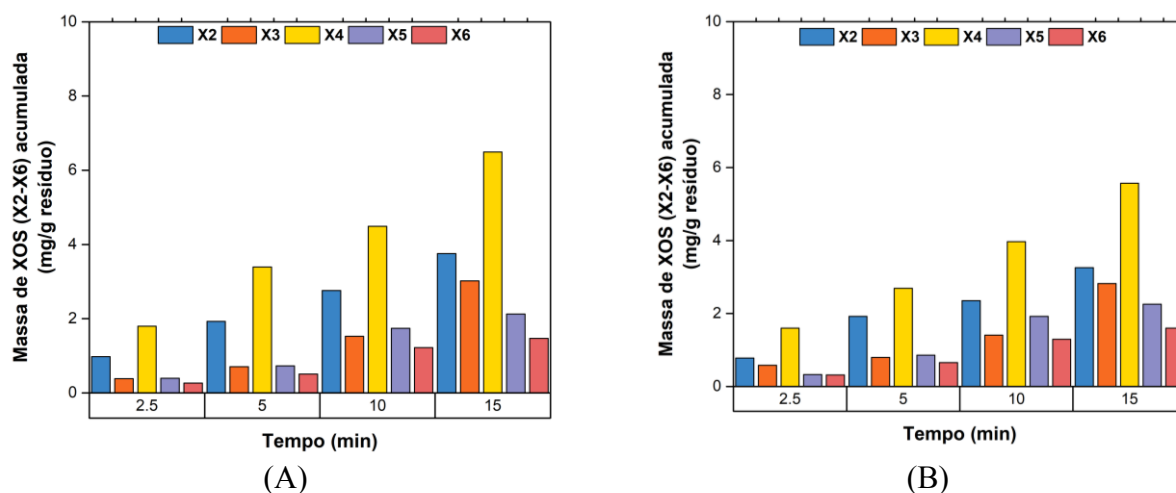 10
8
6
4
2
0
Massa de XOS (X2-X6) acumulada
(mg/g resíduo)
X2 X3 X4 X5 X6
2.5 5 10 15
Tempo (min)
(A)
10
8
6
4
2
0
Massa de XOS (X2-X6) acumulada
(mg/g resíduo)
X2 X3 X4 X5 X6
2.5 5 10 15
Tempo (min)
(B)